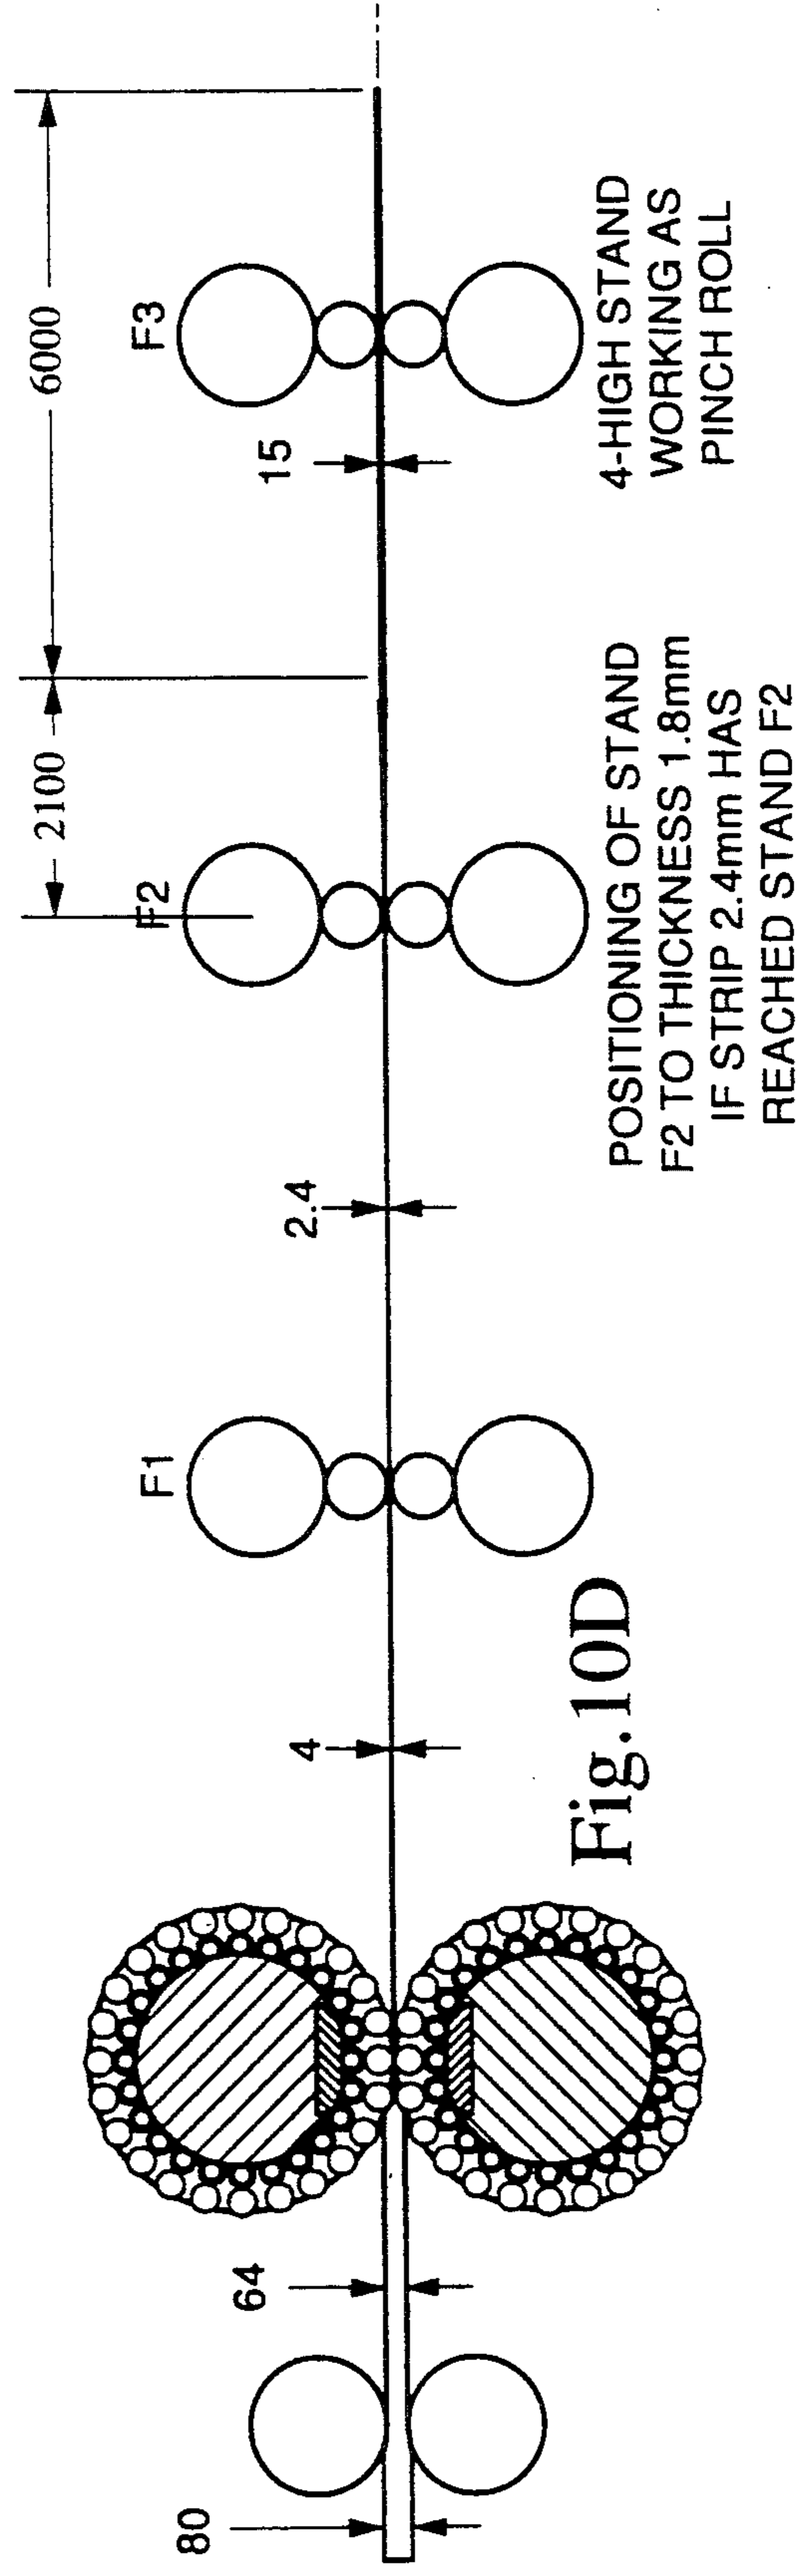 6000
2100
F3
F2
F1
15
2.4
4
64
80
4-HIGH STAND
WORKING AS
PINCH ROLL
POSITIONING OF STAND
F2 TO THICKNESS 1.8mm
IF STRIP 2.4mm HAS
REACHED STAND F2
Fig.10D